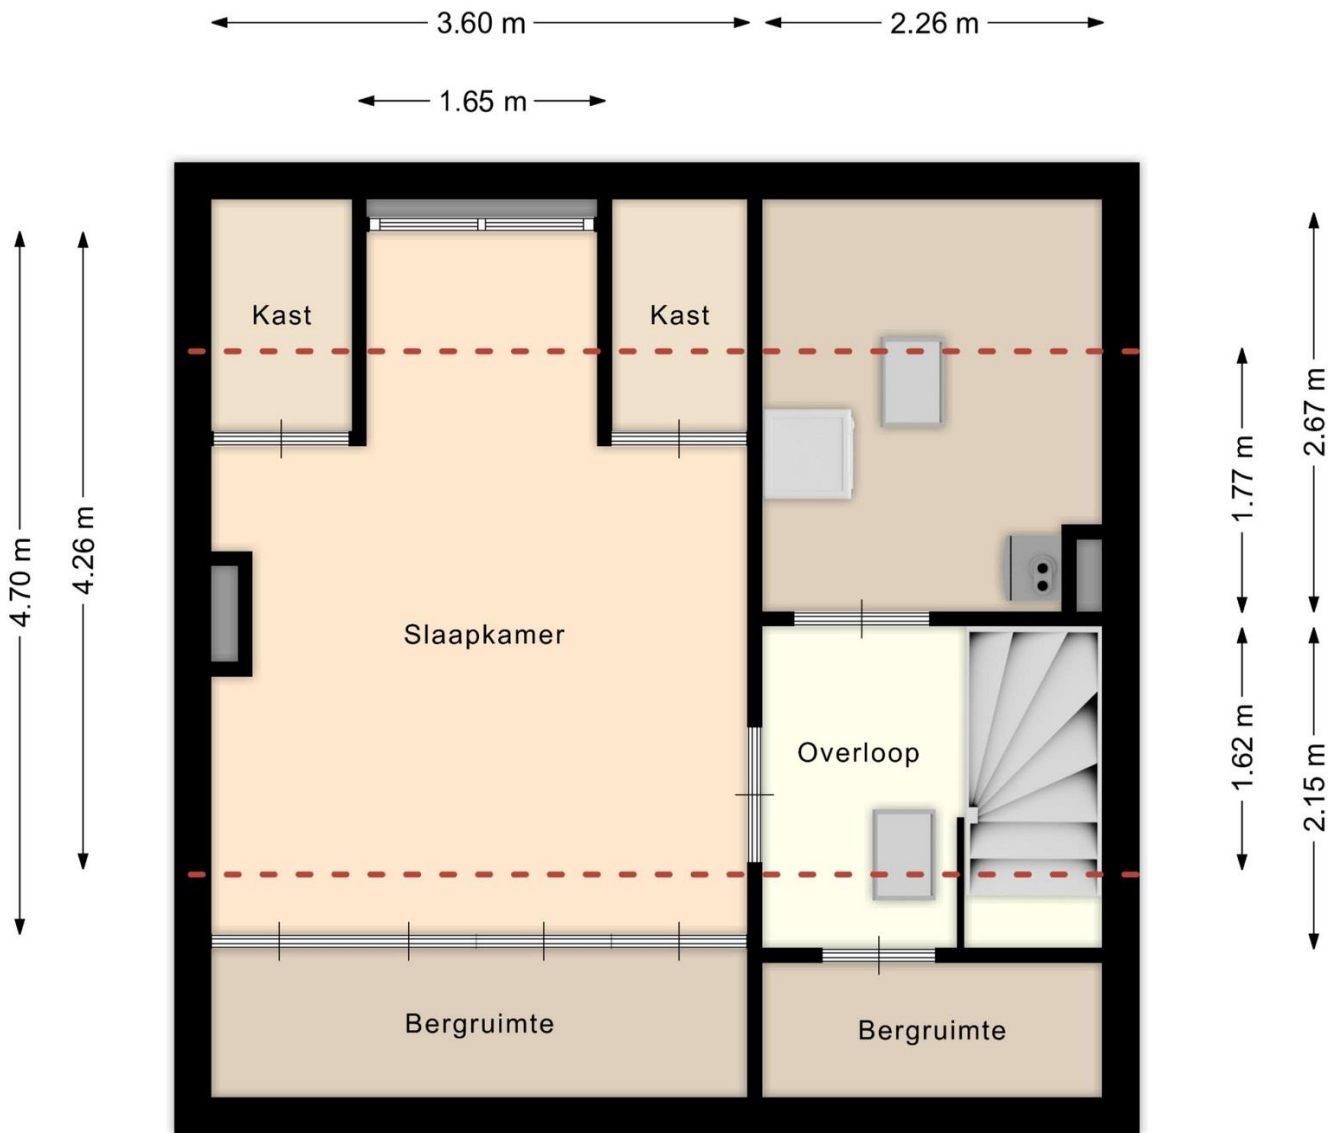 3.60 m
2.26 m
1.65 m
Kast
Kast
4.70 m
4.26 m
1.77 m
2.67 m
Slaapkamer
Overloop
1.62 m
2.15 m
Bergruimte
Bergruimte